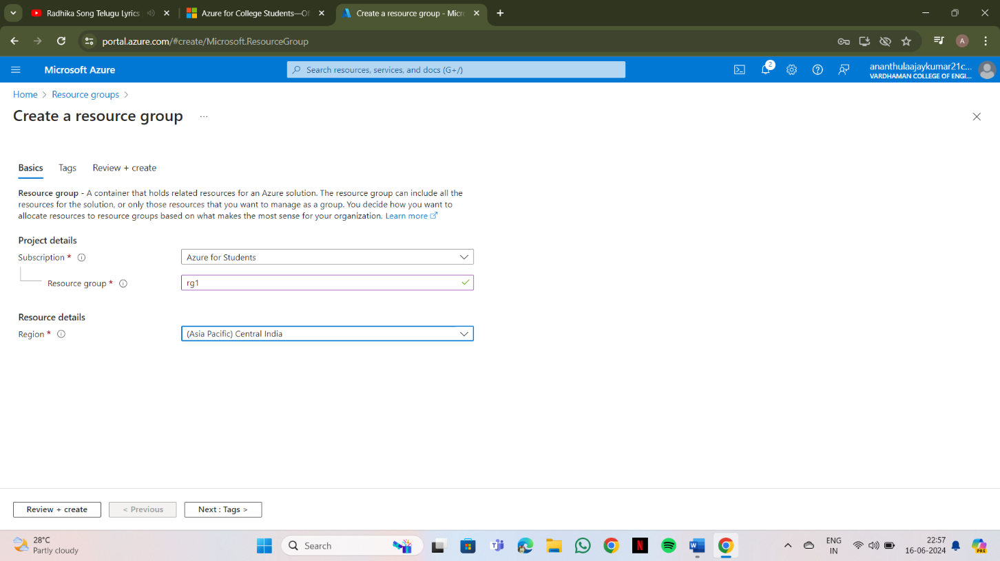 Radhika Song Telugu Lyrics
Azure for College Students—Of
Create a resource group - Micro
portal.azure.com/#create/Microsoft.ResourceGroup
A
Microsoft Azure
Search resources, services, and docs (G+/)
2
ananthulaajaykumar21c...
VARDHAMAN COLLEGE OF ENGI...
Home > Resource groups >
Create a resource group ...
Basics Tags Review + create
Resource group - A container that holds related resources for an Azure solution. The resource group can include all the
resources for the solution, or only those resources that you want to manage as a group. You decide how you want to
allocate resources to resource groups based on what makes the most sense for your organization. Learn more
Project details
Subscription *
Azure for Students
Resource group *
rg1
Resource details
Region *
(Asia Pacific) Central India
Review + create
< Previous
Next : Tags >
28°C
Partly cloudy
Search
ENG
IN
22:57
16-06-2024
PRE